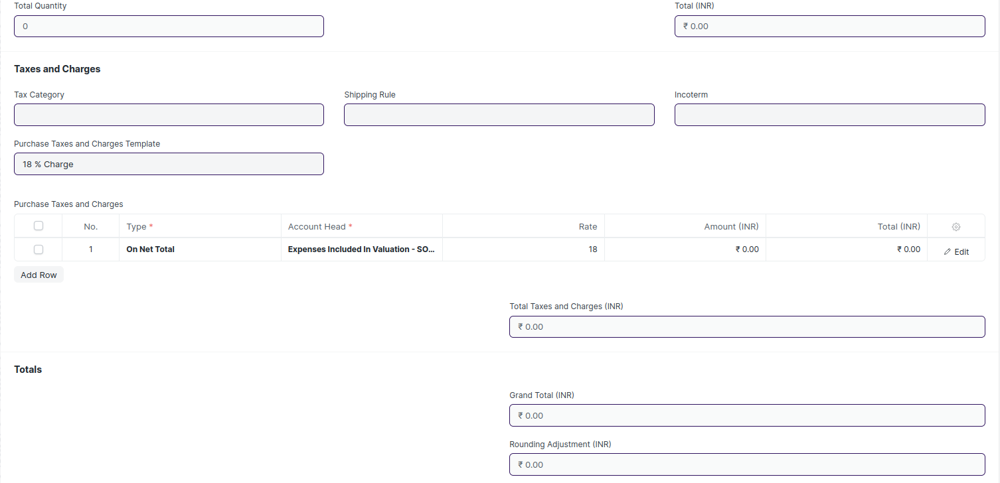 Total Quantity
Total (INR)
0
₹ 0.00
Taxes and Charges
Tax Category
Shipping Rule
Incoterm
Purchase Taxes and Charges Template
18 % Charge
Purchase Taxes and Charges
No. Type * Account Head * Rate Amount (INR) Total (INR)
1 On Net Total Expenses Included In Valuation - SO... 18 ₹ 0.00 ₹ 0.00 Edit
Add Row
Total Taxes and Charges (INR)
₹ 0.00
Totals
Grand Total (INR)
₹ 0.00
Rounding Adjustment (INR)
₹ 0.00